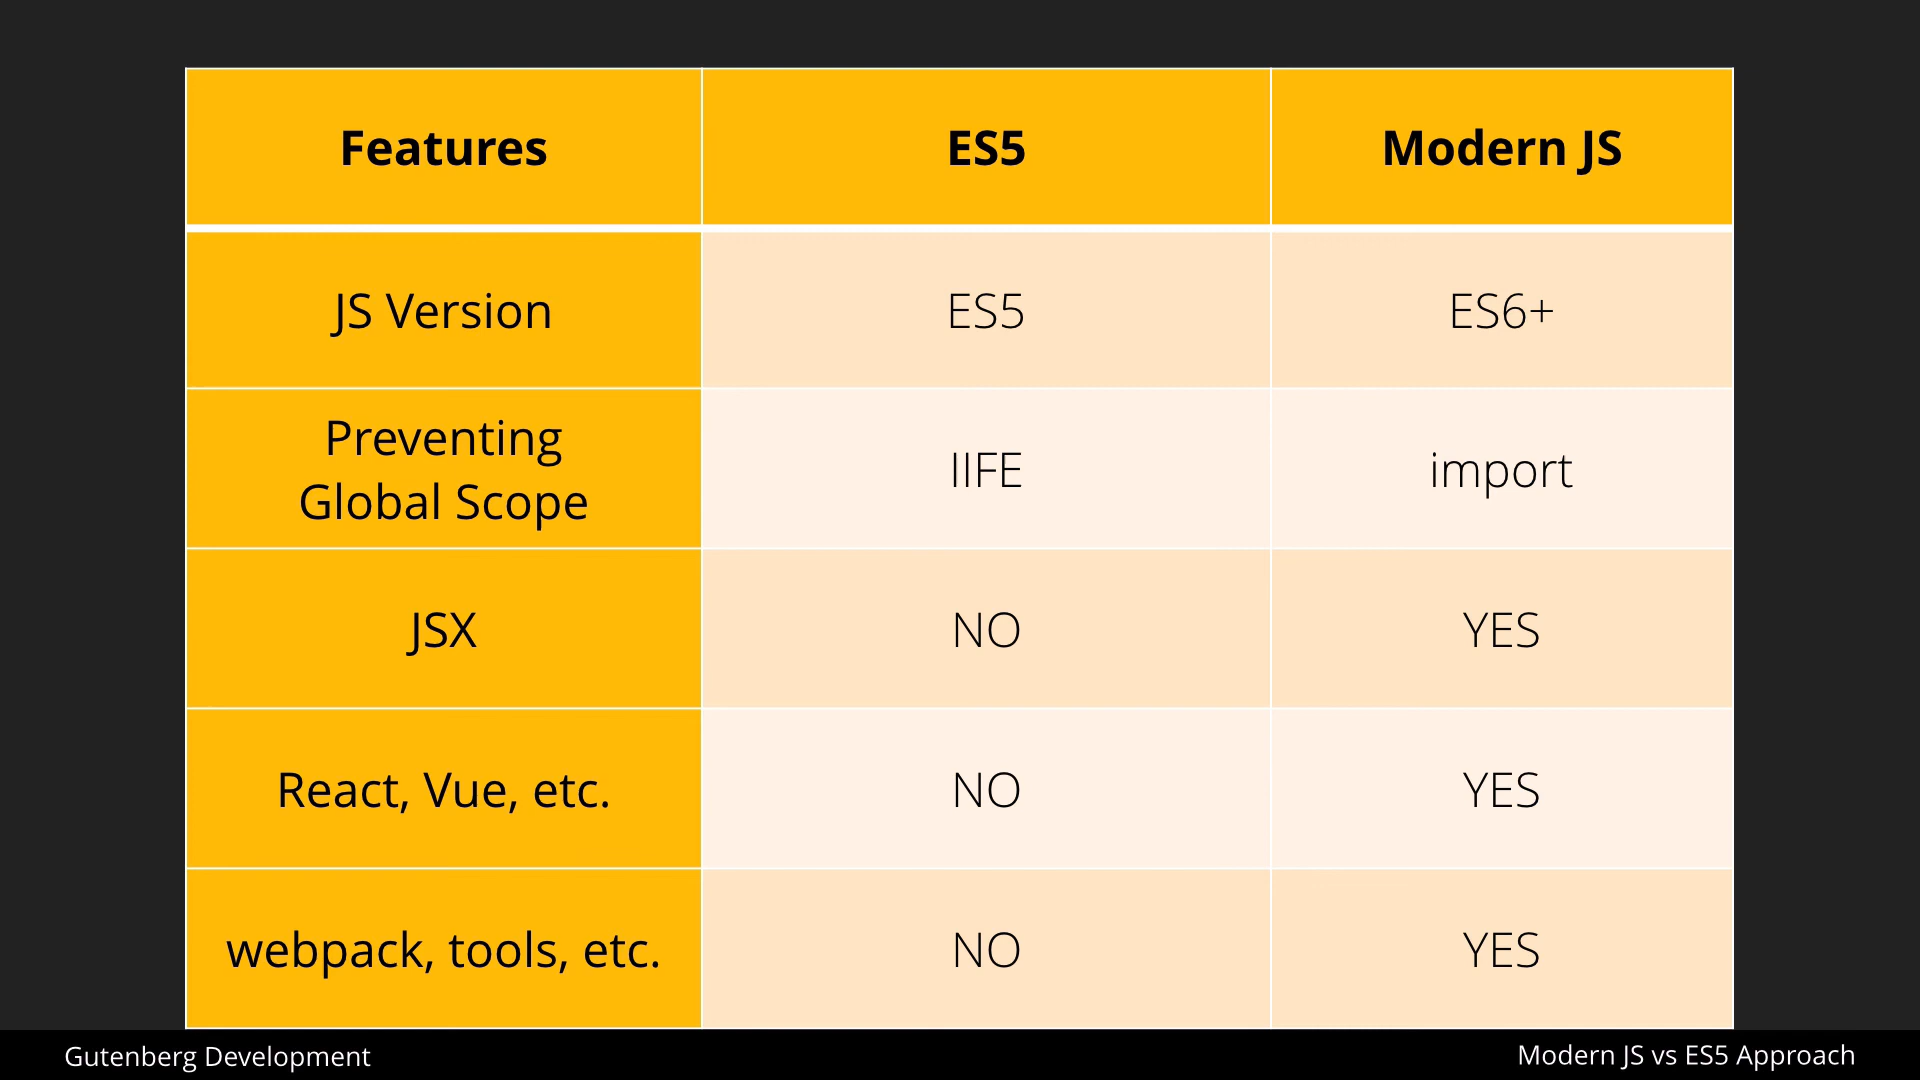 Features ES5 Modern JS
JS Version ES5 ES6+
Preventing
Global Scope IIFE import
JSX NO YES
React, Vue, etc. NO YES
webpack, tools, etc. NO YES
Gutenberg Development Modern JS vs ES5 Approach